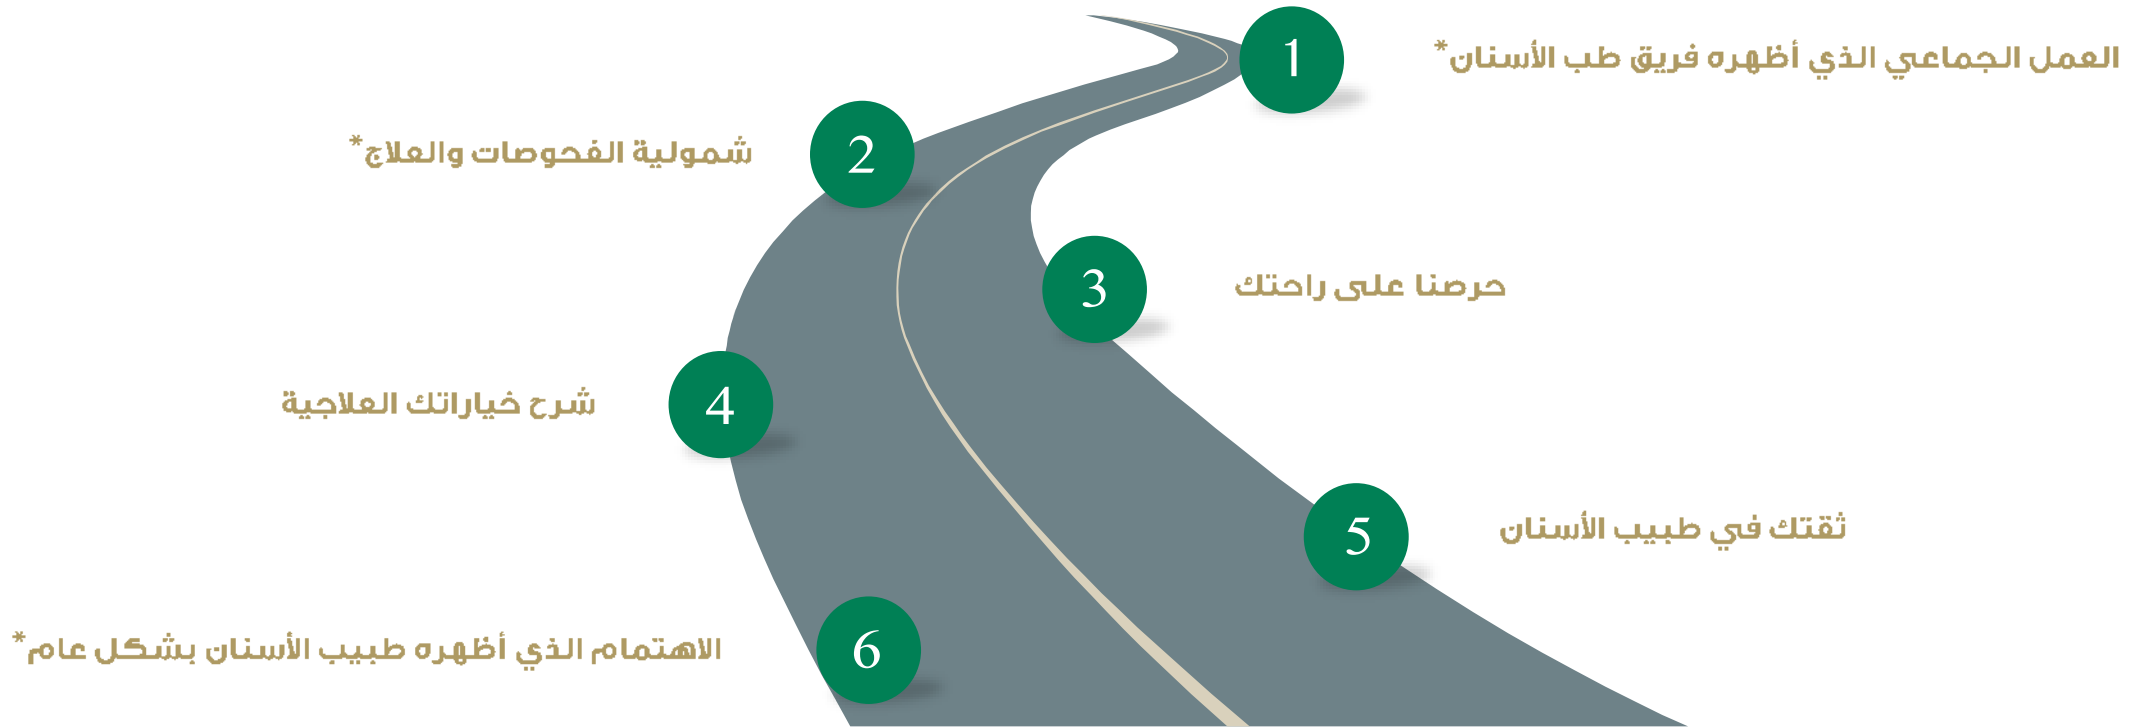 1
العمل الجماعي الذي أظهره فريق طب الأسنان*
2
شمولية الفحوصات والعلاج*
3
حرصنا على راحتك
4
شرح خياراتك العلاجية
5
ثقتك في طبيب الأسنان
6
الاهتمام الذي أظهره طبيب الأسنان بشكل عام*